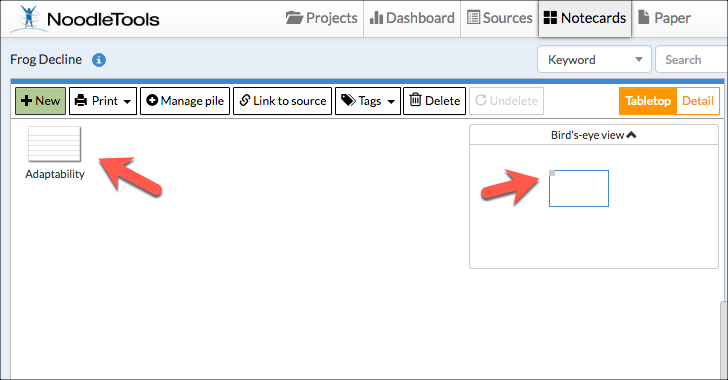 NoodleTools Projects Dashboard Sources Notecards Paper
Frog Decline i Keyword Search
New Print Manage pile Link to source Tags Delete Undelete Tabletop Detail
Bird's-eye view
Adaptability